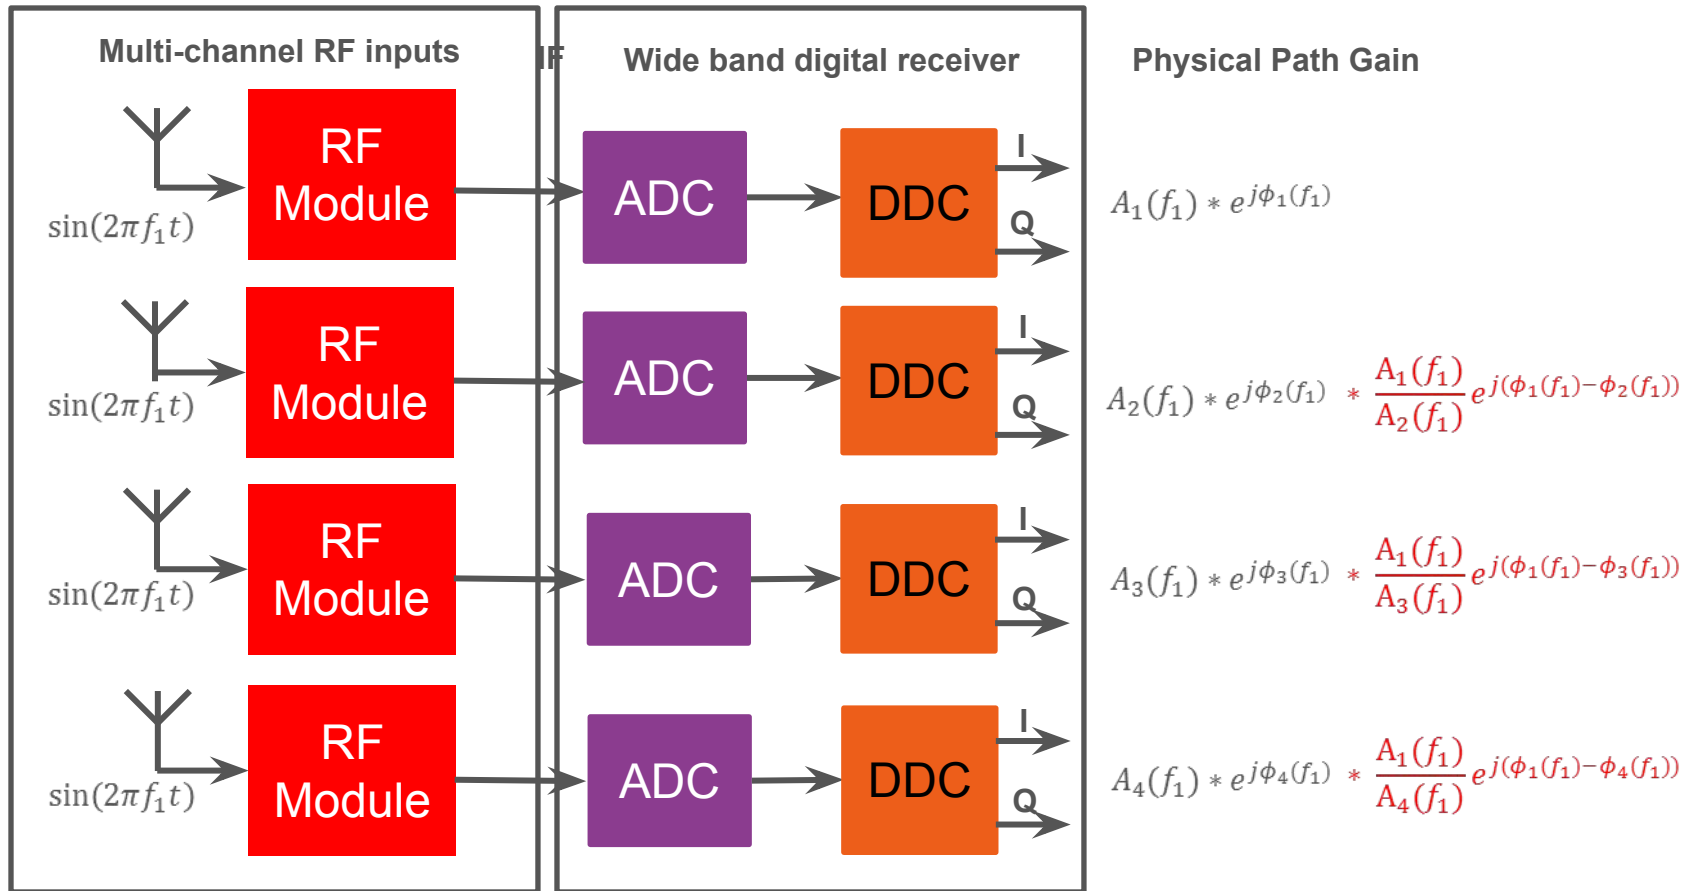 Multi-channel RF inputs
IF
Wide band digital receiver
Physical Path Gain
RF
Module
ADC
DDC
I
Q
sin(2πf₁t)
A₁(f₁) ∗ e^{jϕ₁(f₁)}
RF
Module
ADC
DDC
I
Q
sin(2πf₁t)
A₂(f₁) ∗ e^{jϕ₂(f₁)} ∗ A₁(f₁)/A₂(f₁) e^{j(ϕ₁(f₁)−ϕ₂(f₁))}
RF
Module
ADC
DDC
I
Q
sin(2πf₁t)
A₃(f₁) ∗ e^{jϕ₃(f₁)} ∗ A₁(f₁)/A₃(f₁) e^{j(ϕ₁(f₁)−ϕ₃(f₁))}
RF
Module
ADC
DDC
I
Q
sin(2πf₁t)
A₄(f₁) ∗ e^{jϕ₄(f₁)} ∗ A₁(f₁)/A₄(f₁) e^{j(ϕ₁(f₁)−ϕ₄(f₁))}